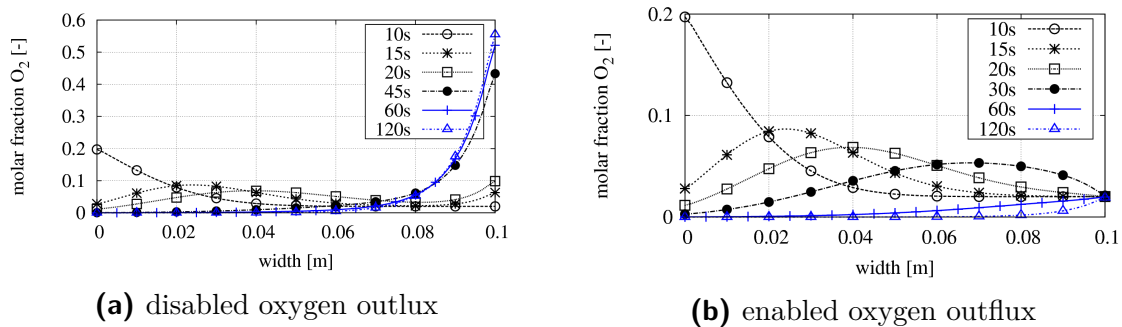 molar fraction O2 [-]
0.6
0.5
0.4
0.3
0.2
0.1
0
10s
15s
20s
45s
60s
120s
0
0.02
0.04
0.06
0.08
0.1
width [m]
(a) disabled oxygen outlux
molar fraction O2 [-]
0.2
0.1
0
10s
15s
20s
30s
60s
120s
0
0.02
0.04
0.06
0.08
0.1
width [m]
(b) enabled oxygen outflux